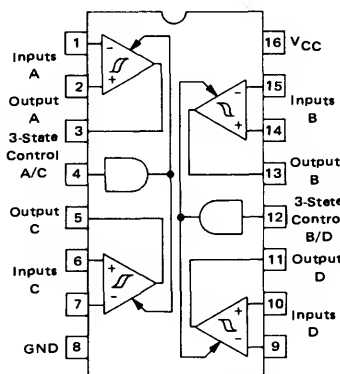 1
Inputs
A
–
+
2
Output
A
3
3-State
Control
A/C
4
Output
C
5
6
Inputs
C
+
–
7
GND
8
16
VCC
15
–
+
Inputs
B
14
Output
B
13
3-State
Control
B/D
12
11
Output
D
10
Inputs
D
+
–
9